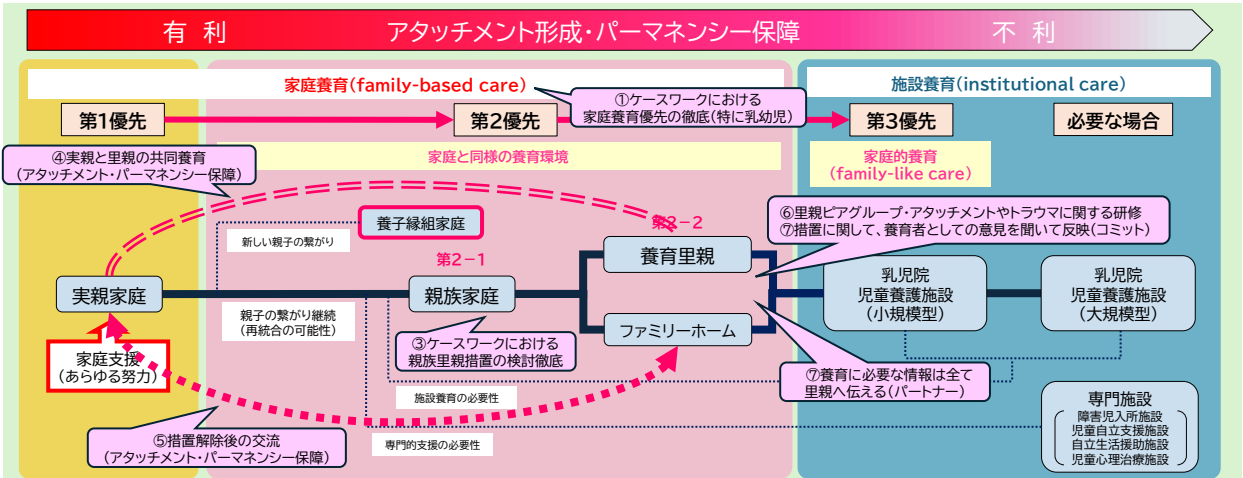 有 利
アタッチメント形成・パーマネンシー保障
不 利
家庭養育(family-based care)
施設養育(institutional care)
第1優先
第2優先
①ケースワークにおける
家庭養育優先の徹底(特に乳幼児)
第3優先
必要な場合
④実親と里親の共同養育
(アタッチメント・パーマネンシー保障)
家庭と同様の養育環境
家庭的養育
(family-like care)
養子縁組家庭
新しい親子の繋がり
第2-1
第2-2
⑥里親ピアグループ・アタッチメントやトラウマに関する研修
⑦措置に関して、養育者としての意見を聞いて反映(コミット)
実親家庭
親族家庭
養育里親
ファミリーホーム
乳児院
児童養護施設
(小規模型)
乳児院
児童養護施設
(大規模型)
親子の繋がり継続
(再統合の可能性)
家庭支援
(あらゆる努力)
③ケースワークにおける
親族里親措置の検討徹底
⑦養育に必要な情報は全て
里親へ伝える(パートナー)
施設養育の必要性
専門的支援の必要性
⑤措置解除後の交流
(アタッチメント・パーマネンシー保障)
専門施設
障害児入所施設
児童自立支援施設
自立生活援助施設
児童心理治療施設